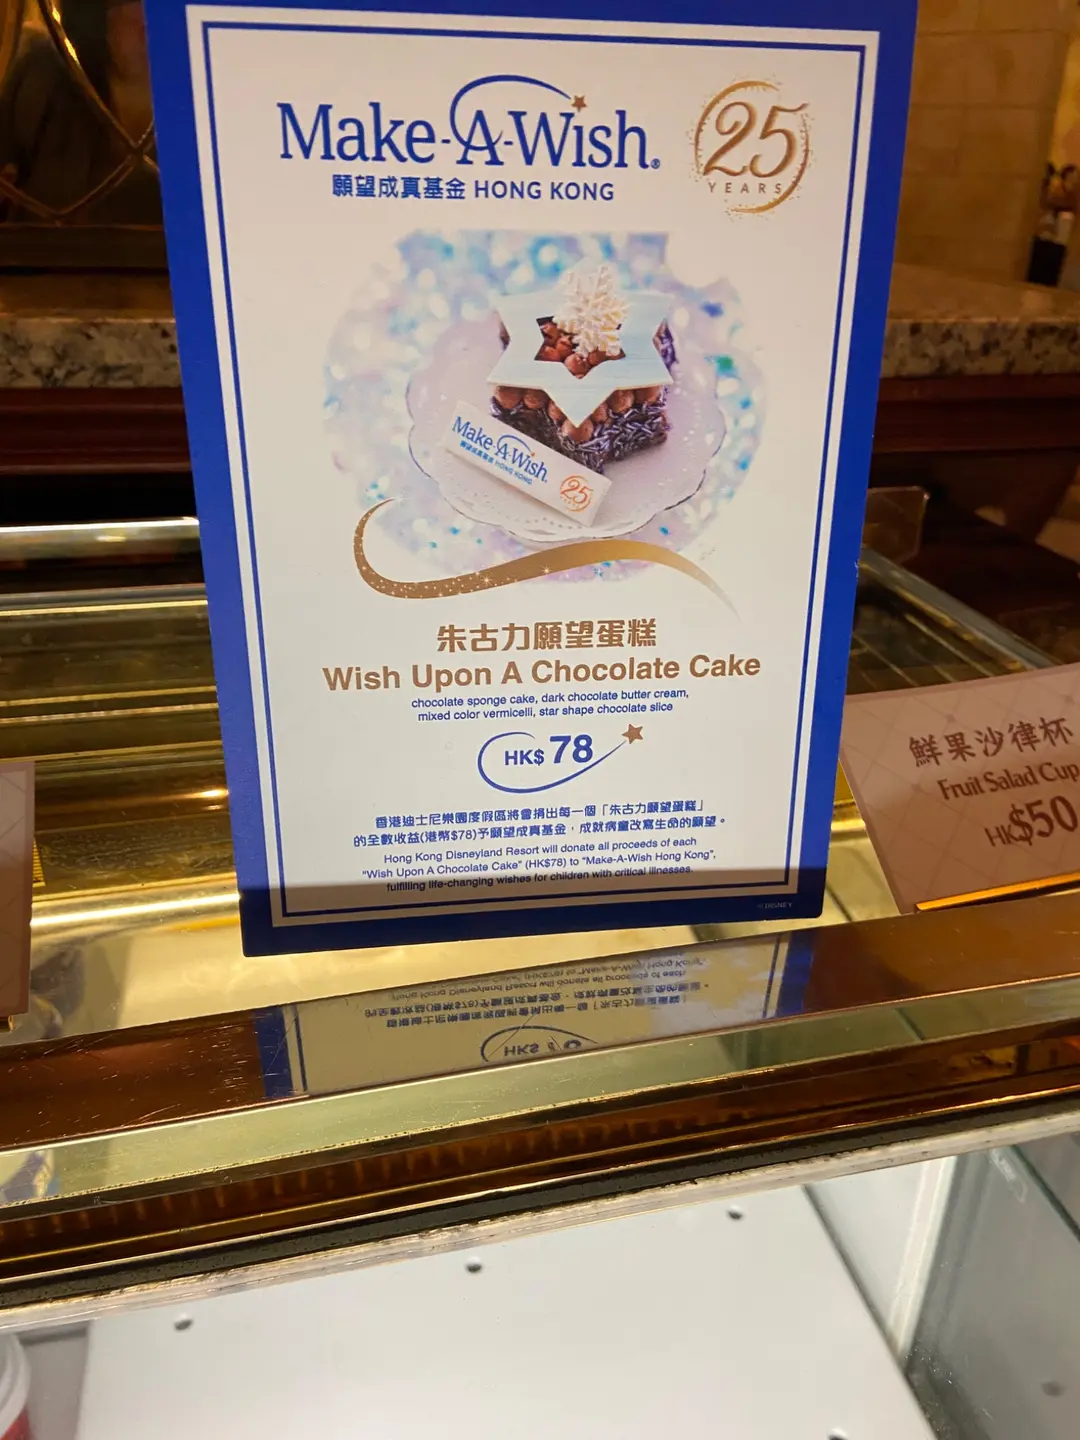 Make-A-Wish®
願望成真基金 HONG KONG
25
YEARS
Make-A-Wish®
願望成真基金 HONG KONG
25
YEARS
朱古力願望蛋糕
Wish Upon A Chocolate Cake
chocolate sponge cake, dark chocolate butter cream,
mixed color vermicelli, star shape chocolate slice
HK$ 78
香港迪士尼樂園度假區將會捐出每一個「朱古力願望蛋糕」
的全數收益(港幣$78)予願望成真基金，成就病童改寫生命的願望。
Hong Kong Disneyland Resort will donate all proceeds of each
"Wish Upon A Chocolate Cake" (HK$78) to "Make-A-Wish Hong Kong",
fulfilling life-changing wishes for children with critical illnesses.
©DISNEY
鮮果沙律杯
Fruit Salad Cup
HK$50